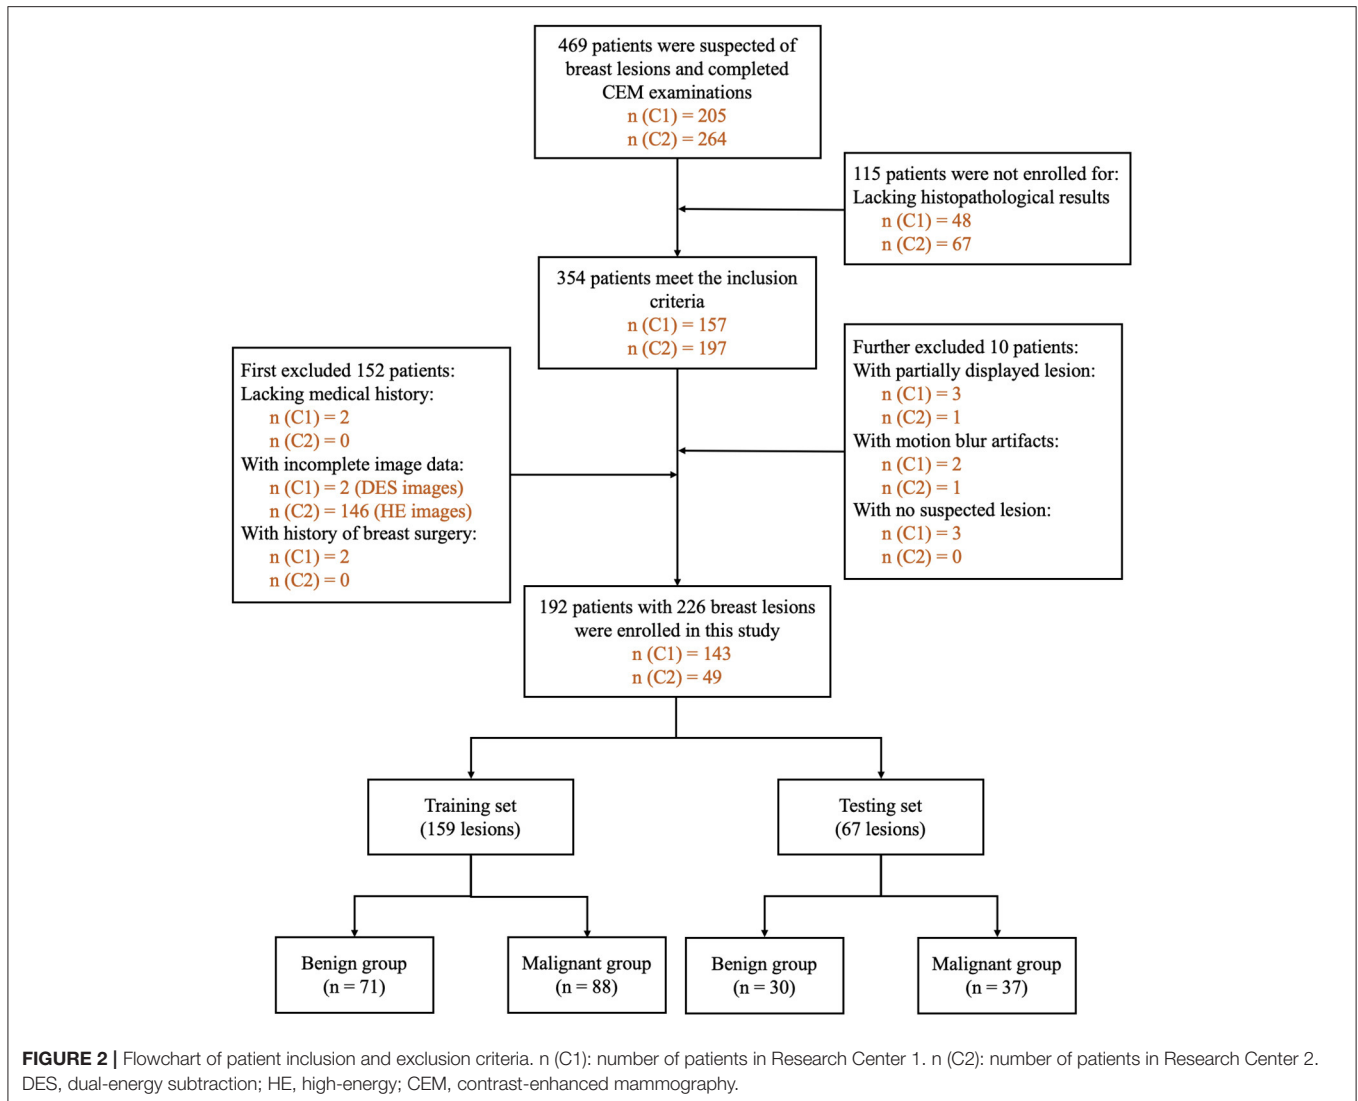 469 patients were suspected of
breast lesions and completed
CEM examinations
n (C1) = 205
n (C2) = 264
115 patients were not enrolled for:
Lacking histopathological results
n (C1) = 48
n (C2) = 67
354 patients meet the inclusion
criteria
n (C1) = 157
n (C2) = 197
First excluded 152 patients:
Lacking medical history:
n (C1) = 2
n (C2) = 0
With incomplete image data:
n (C1) = 2 (DES images)
n (C2) = 146 (HE images)
With history of breast surgery:
n (C1) = 2
n (C2) = 0
Further excluded 10 patients:
With partially displayed lesion:
n (C1) = 3
n (C2) = 1
With motion blur artifacts:
n (C1) = 2
n (C2) = 1
With no suspected lesion:
n (C1) = 3
n (C2) = 0
192 patients with 226 breast lesions
were enrolled in this study
n (C1) = 143
n (C2) = 49
Training set
(159 lesions)
Testing set
(67 lesions)
Benign group
(n = 71)
Malignant group
(n = 88)
Benign group
(n = 30)
Malignant group
(n = 37)
FIGURE 2 | Flowchart of patient inclusion and exclusion criteria. n (C1): number of patients in Research Center 1. n (C2): number of patients in Research Center 2.
DES, dual-energy subtraction; HE, high-energy; CEM, contrast-enhanced mammography.